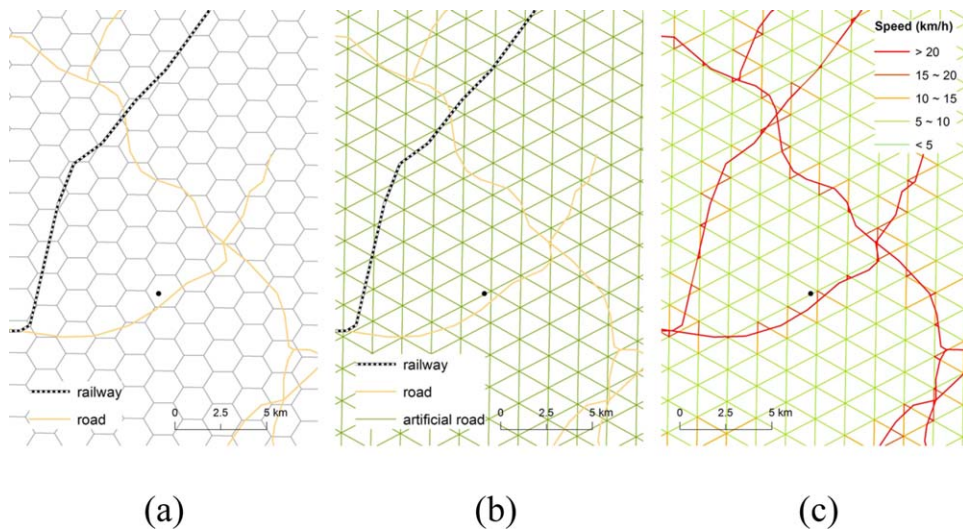 Speed (km/h)
> 20
15 ~ 20
10 ~ 15
5 ~ 10
< 5
railway
road
0 2.5 5 km
railway
road
artificial road
0 2.5 5 km
0 2.5 5 km
(a) (b) (c)